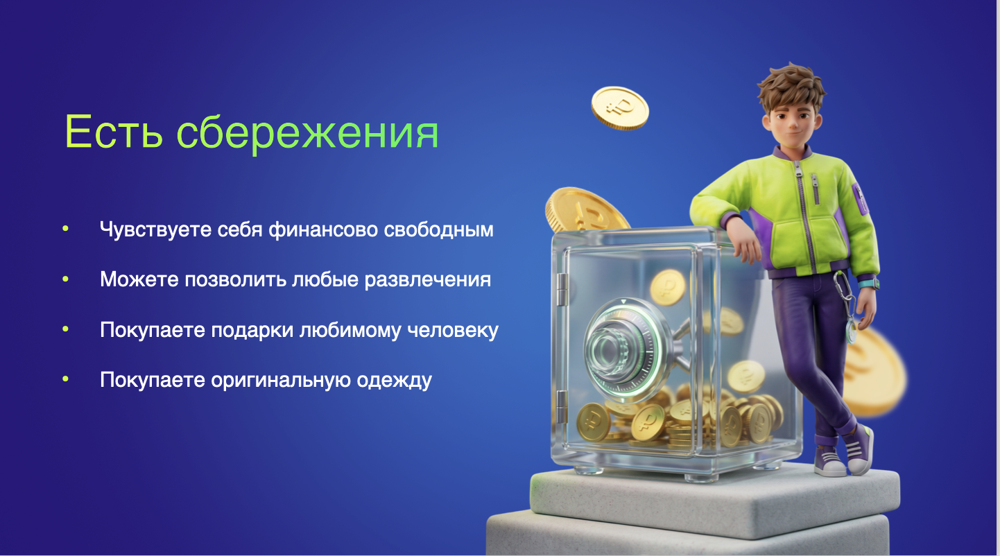 Есть сбережения
• Чувствуете себя финансово свободным
• Можете позволить любые развлечения
• Покупаете подарки любимому человеку
• Покупаете оригинальную одежду